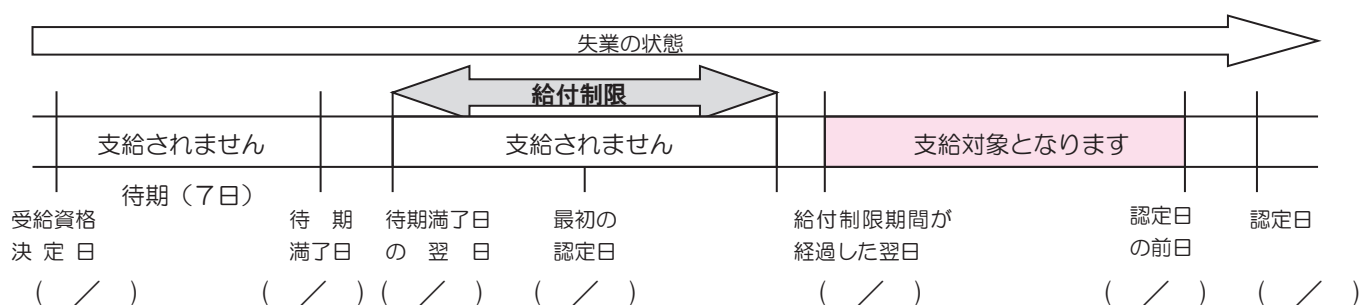 失業の状態
給付制限
支給されません
支給されません
支給対象となります
待期（７日）
受給資格
決 定 日
待　期
満了日
待期満了日
の　翌　日
最初の
認定日
給付制限期間が
経過した翌日
認定日
の前日
認定日
(　／　)
(　／　)
(　／　)
(　／　)
(　／　)
(　／　)
(　／　)